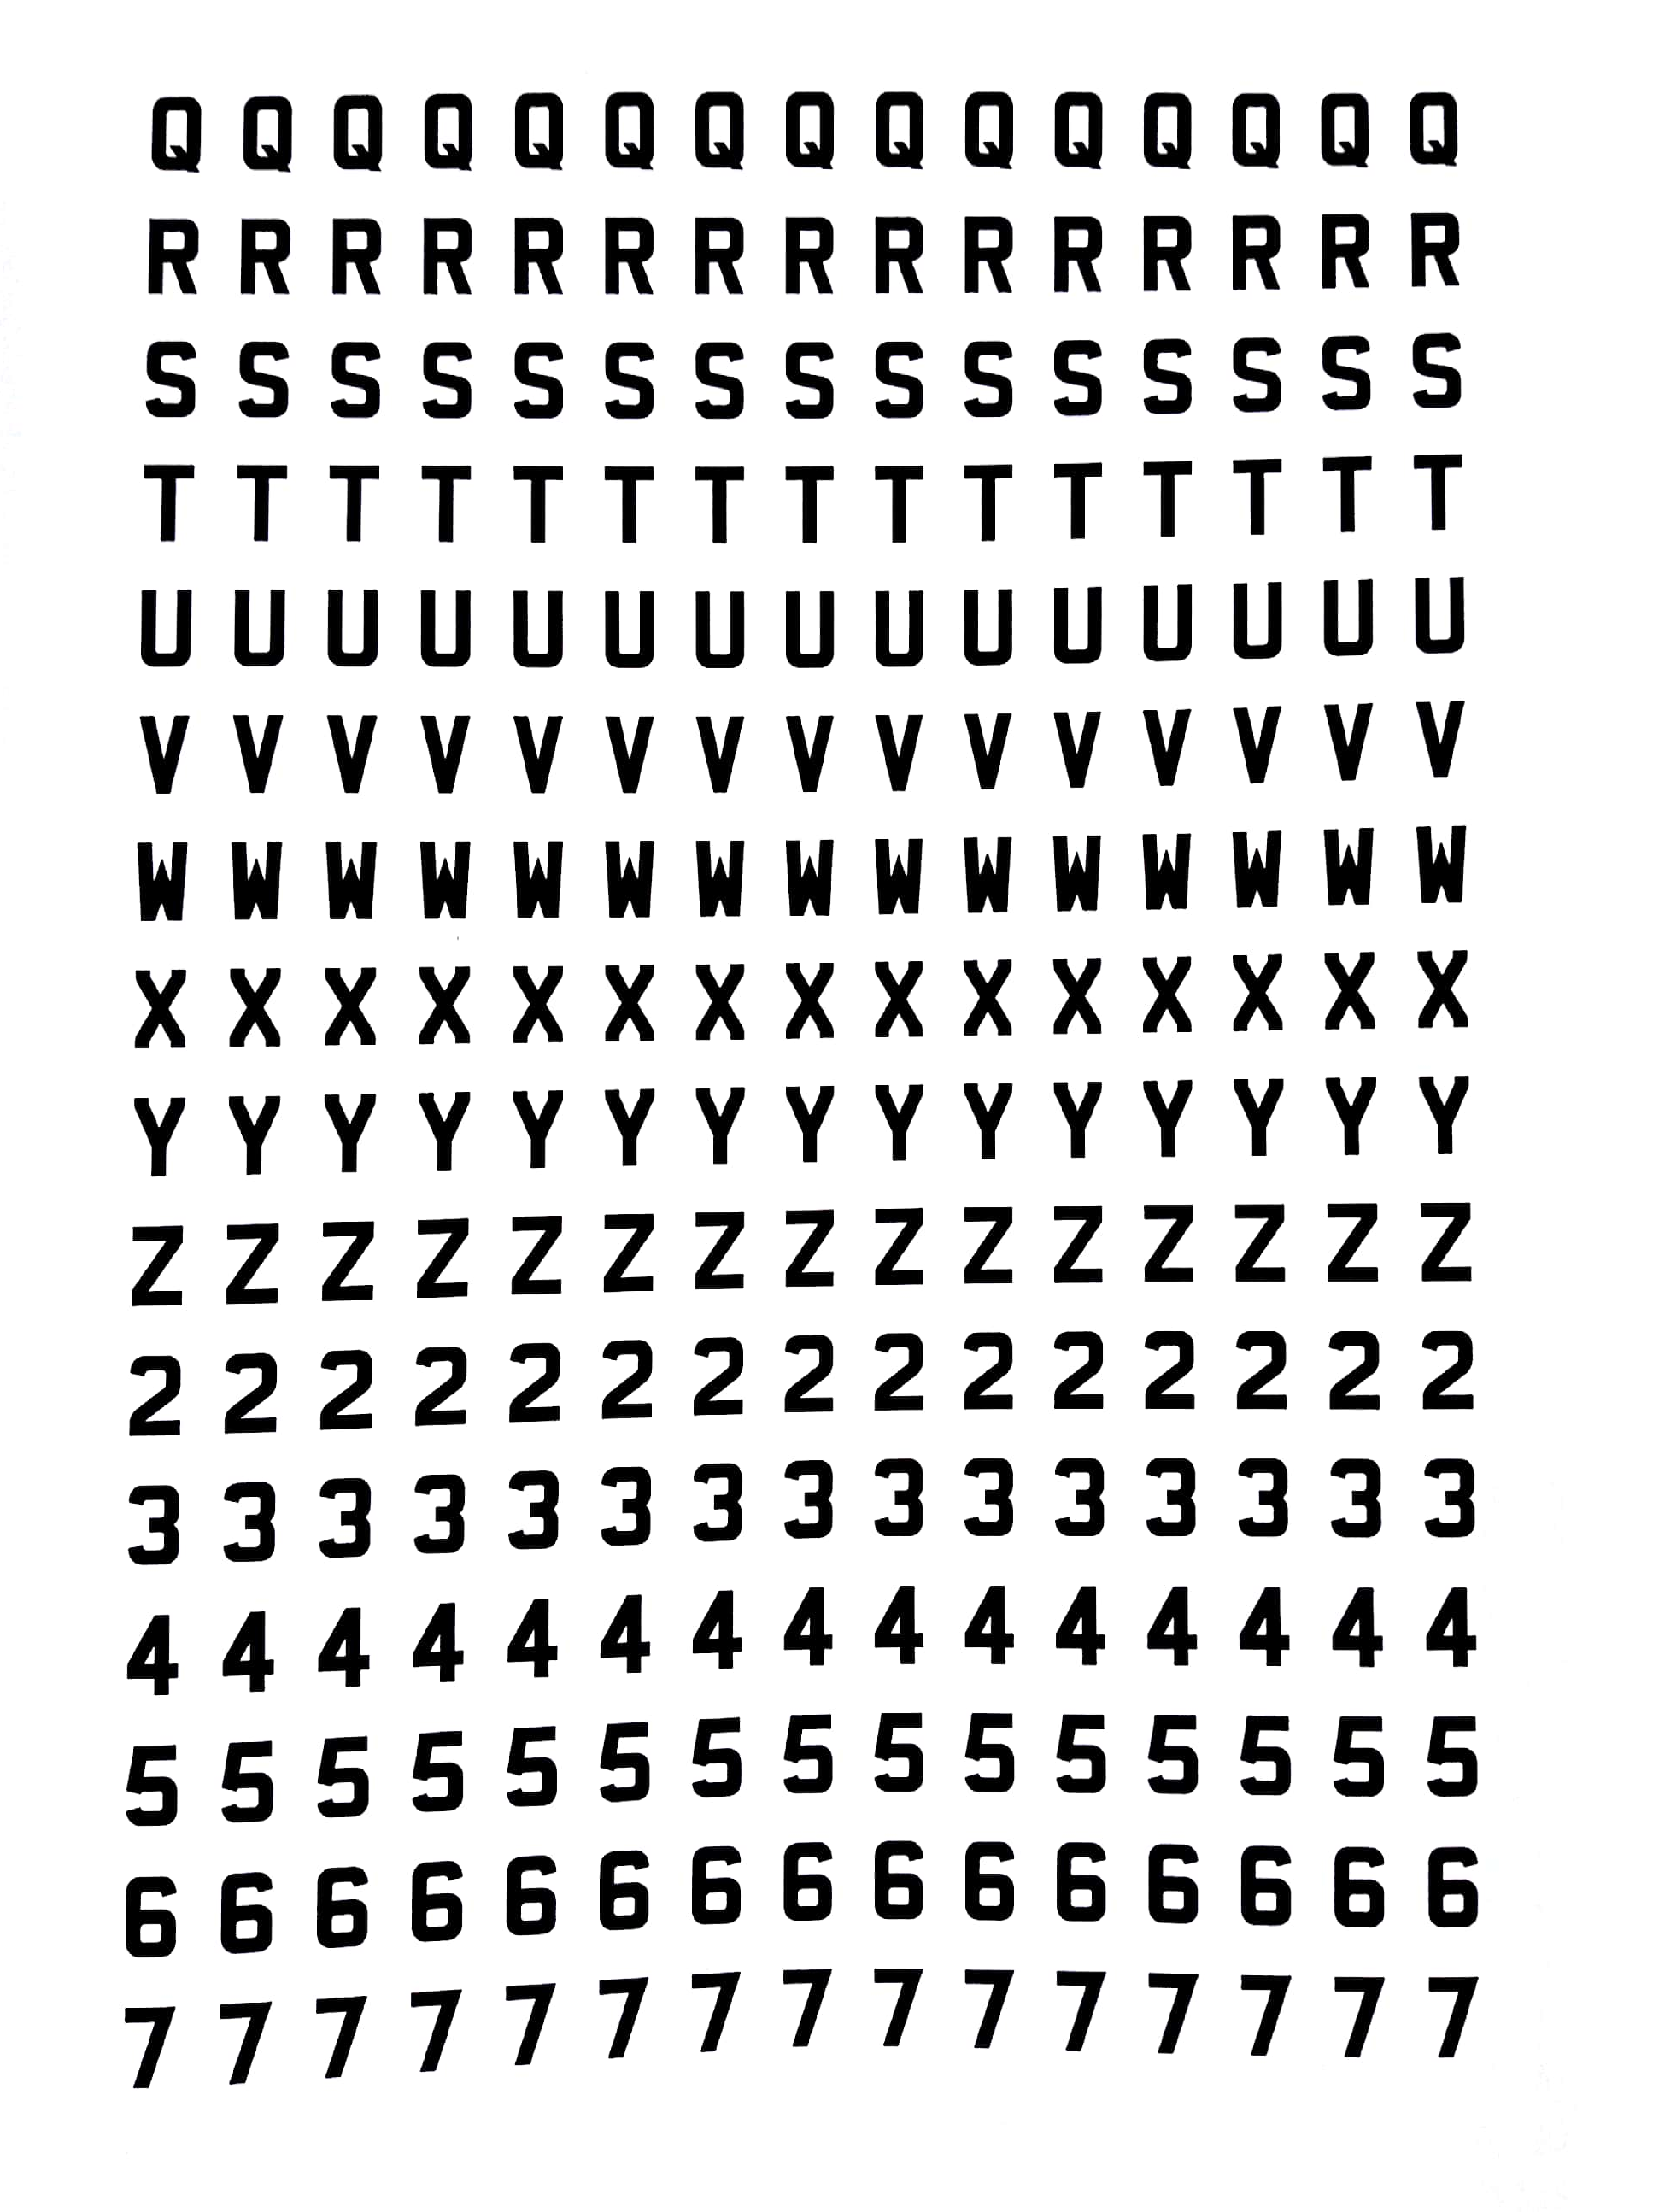 Q Q Q Q Q Q Q Q Q Q Q Q Q Q Q
R R R R R R R R R R R R R R R
S S S S S S S S S S S S S S S
T T T T T T T T T T T T T T T
U U U U U U U U U U U U U U U
V V V V V V V V V V V V V V V
W W W W W W W W W W W W W W W
X X X X X X X X X X X X X X X
Y Y Y Y Y Y Y Y Y Y Y Y Y Y Y
Z Z Z Z Z Z Z Z Z Z Z Z Z Z Z
2 2 2 2 2 2 2 2 2 2 2 2 2 2 2
3 3 3 3 3 3 3 3 3 3 3 3 3 3 3
4 4 4 4 4 4 4 4 4 4 4 4 4 4 4
5 5 5 5 5 5 5 5 5 5 5 5 5 5 5
6 6 6 6 6 6 6 6 6 6 6 6 6 6 6
7 7 7 7 7 7 7 7 7 7 7 7 7 7 7